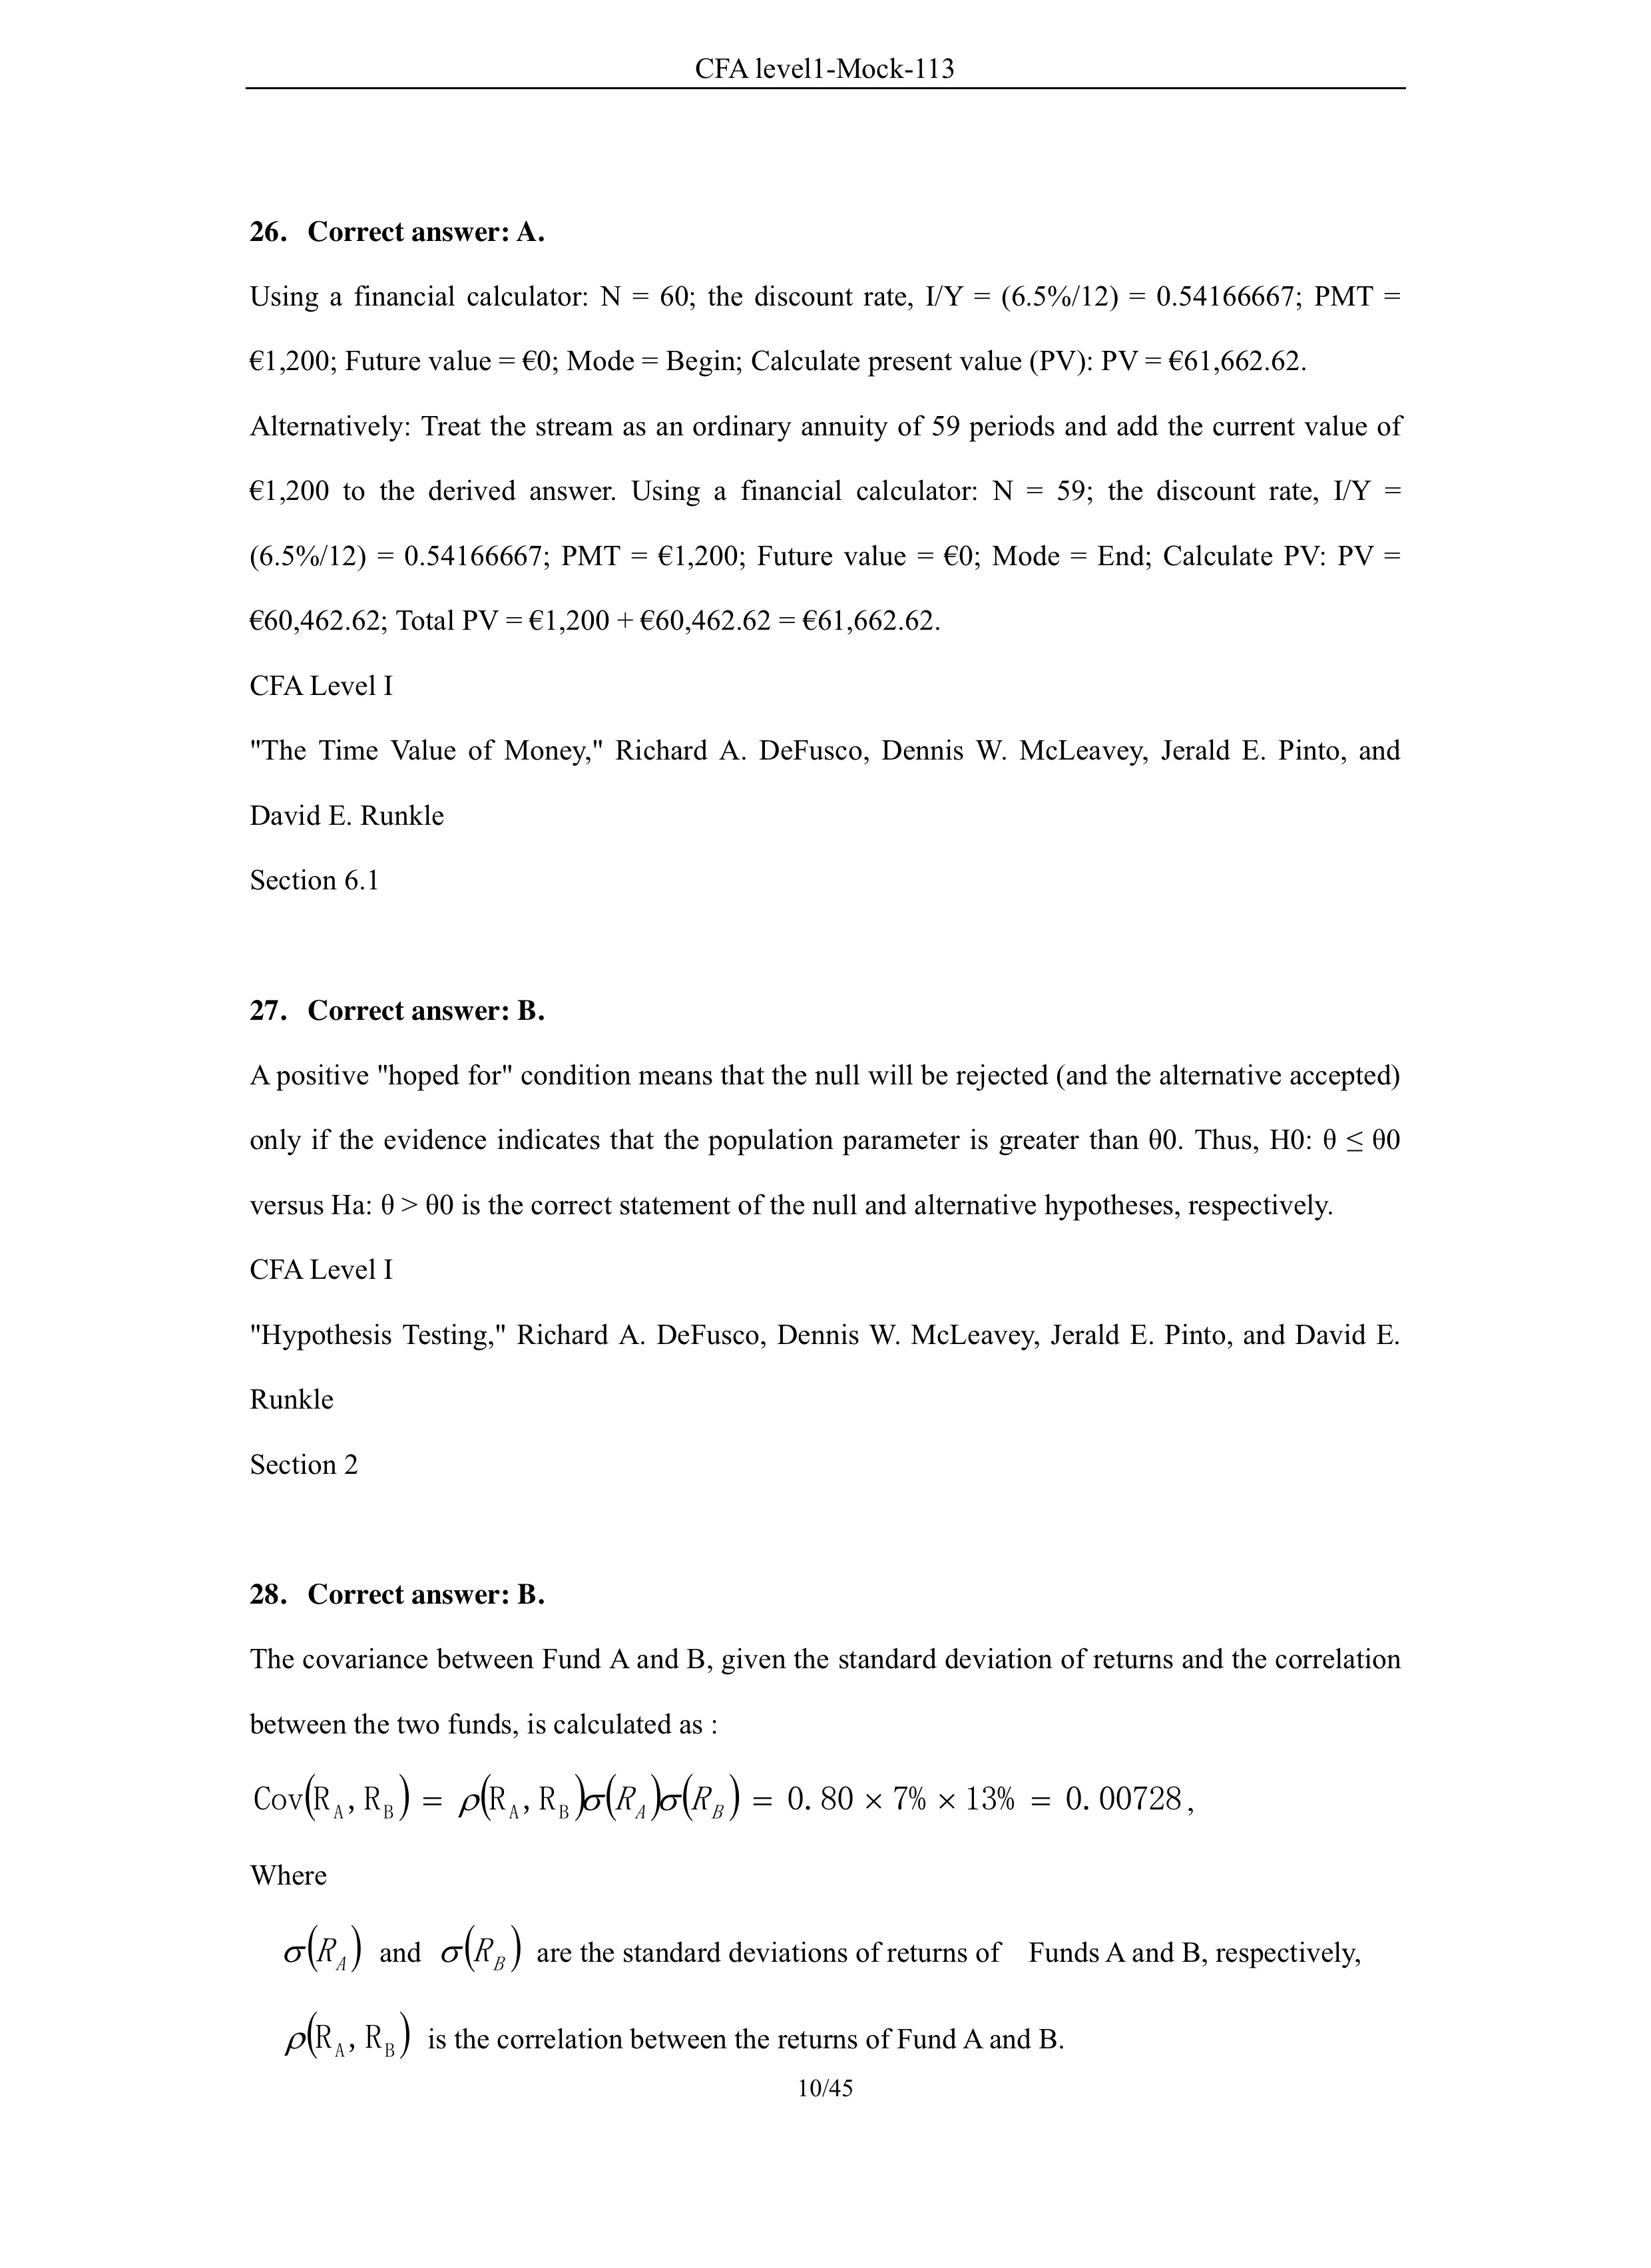 CFA level1-Mock-113
26. Correct answer: A.
Using a financial calculator: N = 60; the discount rate, I/Y = (6.5%/12) = 0.54166667; PMT =
€1,200; Future value = €0; Mode = Begin; Calculate present value (PV): PV = €61,662.62.
Alternatively: Treat the stream as an ordinary annuity of 59 periods and add the current value of
€1,200 to the derived answer. Using a financial calculator: N = 59; the discount rate, I/Y =
(6.5%/12) = 0.54166667; PMT = €1,200; Future value = €0; Mode = End; Calculate PV: PV =
€60,462.62; Total PV = €1,200 + €60,462.62 = €61,662.62.
CFA Level I
"The Time Value of Money," Richard A. DeFusco, Dennis W. McLeavey, Jerald E. Pinto, and
David E. Runkle
Section 6.1
27. Correct answer: B.
A positive "hoped for" condition means that the null will be rejected (and the alternative accepted)
only if the evidence indicates that the population parameter is greater than θ0. Thus, H0: θ ≤ θ0
versus Ha: θ > θ0 is the correct statement of the null and alternative hypotheses, respectively.
CFA Level I
"Hypothesis Testing," Richard A. DeFusco, Dennis W. McLeavey, Jerald E. Pinto, and David E.
Runkle
Section 2
28. Correct answer: B.
The covariance between Fund A and B, given the standard deviation of returns and the correlation
between the two funds, is calculated as :
Cov(R_A, R_B) = ρ(R_A, R_B)σ(R_A)σ(R_B) = 0.80 × 7% × 13% = 0.00728,
Where
σ(R_A) and σ(R_B) are the standard deviations of returns of Funds A and B, respectively,
ρ(R_A, R_B) is the correlation between the returns of Fund A and B.
10/45